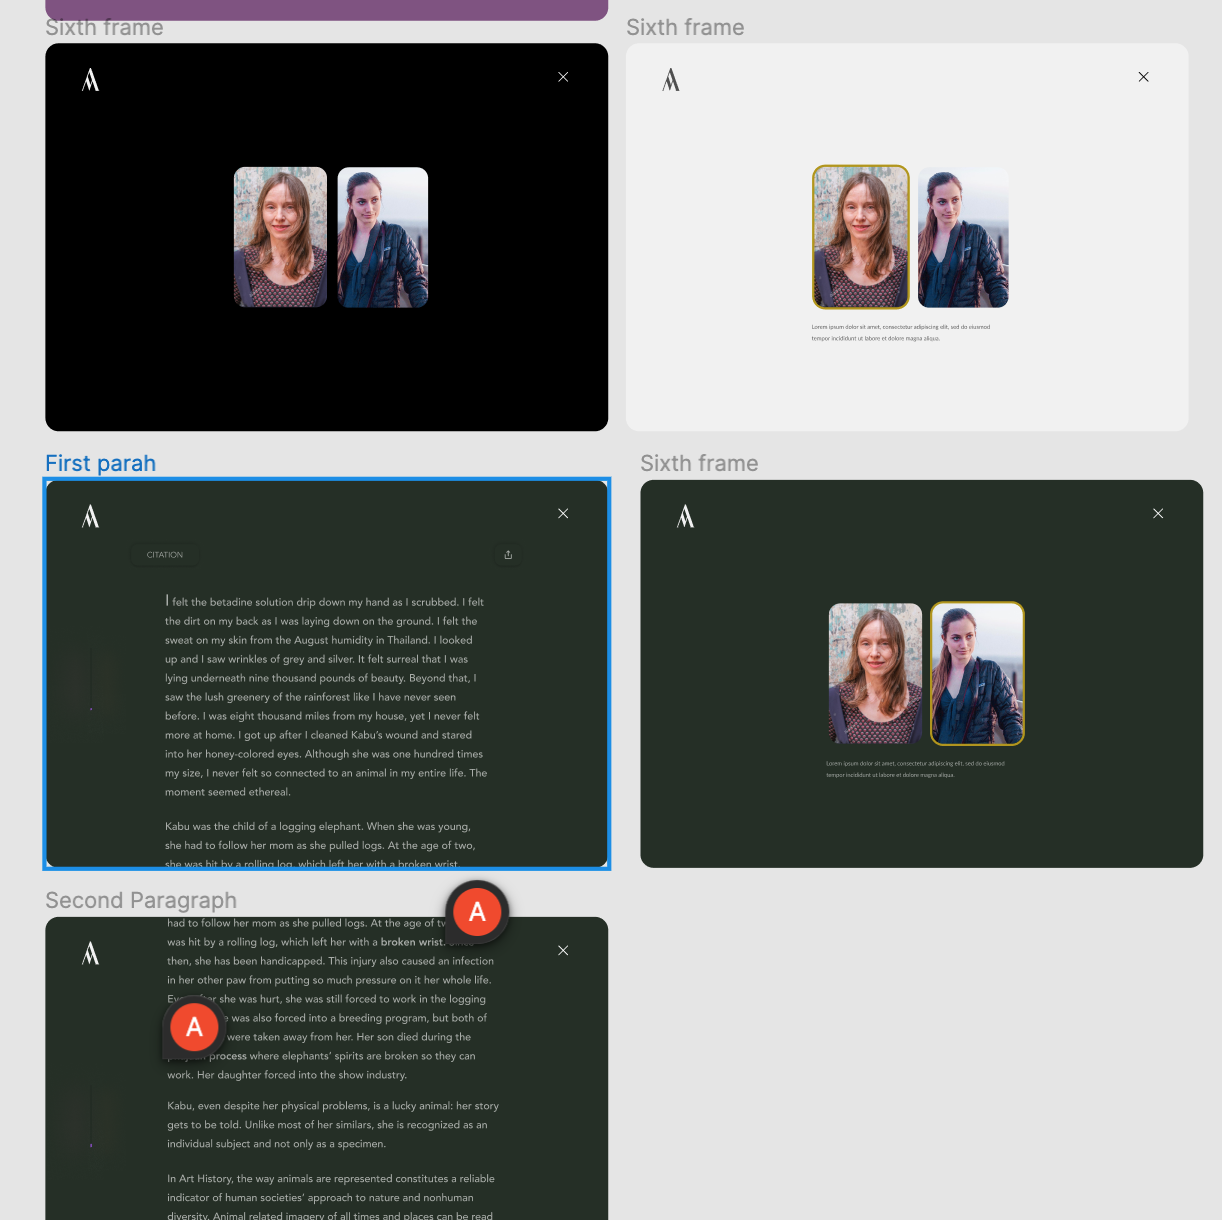 Sixth frame
Sixth frame
Lorem ipsum dolor sit amet, consectetur adipiscing elit, sed do eiusmod
tempor incididunt ut labore et dolore magna aliqua.
First parah
CITATION
I felt the betadine solution drip down my hand as I scrubbed. I felt
the dirt on my back as I was laying down on the ground. I felt the
sweat on my skin from the August humidity in Thailand. I looked
up and I saw wrinkles of grey and silver. It felt surreal that I was
lying underneath nine thousand pounds of beauty. Beyond that, I
saw the lush greenery of the rainforest like I have never seen
before. I was eight thousand miles from my house, yet I never felt
more at home. I got up after I cleaned Kabu’s wound and stared
into her honey-colored eyes. Although she was one hundred times
my size, I never felt so connected to an animal in my entire life. The
moment seemed ethereal.
Kabu was the child of a logging elephant. When she was young,
she had to follow her mom as she pulled logs. At the age of two,
she was hit by a rolling log, which left her with a broken wrist.
Sixth frame
Lorem ipsum dolor sit amet, consectetur adipiscing elit, sed do eiusmod
tempor incididunt ut labore et dolore magna aliqua.
Second Paragraph
had to follow her mom as she pulled logs. At the age of
was hit by a rolling log, which left her with a broken wrist.
then, she has been handicapped. This injury also caused an infection
in her other paw from putting so much pressure on it her whole life.
she was hurt, she was still forced to work in the logging
was also forced into a breeding program, but both of
were taken away from her. Her son died during the
process where elephants’ spirits are broken so they can
work. Her daughter forced into the show industry.
Kabu, even despite her physical problems, is a lucky animal: her story
gets to be told. Unlike most of her similars, she is recognized as an
individual subject and not only as a specimen.
In Art History, the way animals are represented constitutes a reliable
indicator of human societies’ approach to nature and nonhuman
diversity. Animal related imagery of all times and places can be read
A
A